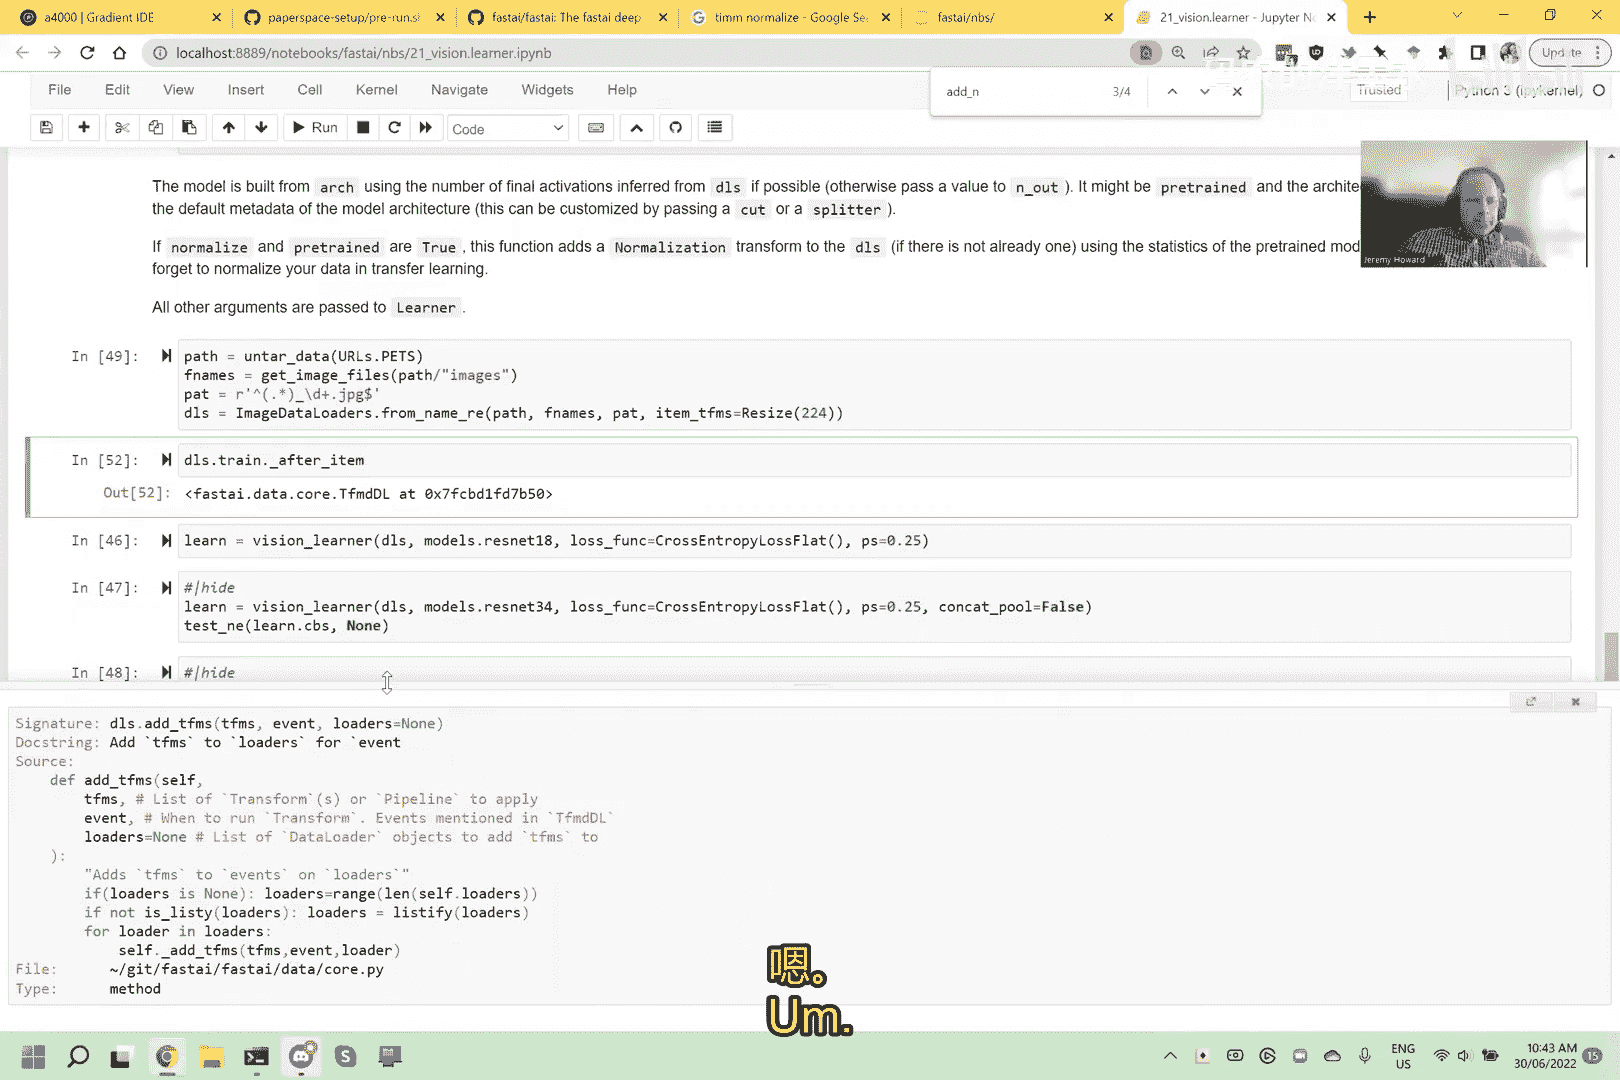 a4000 | Gradient IDE
paperspace-setup/pre-run.sh
fastai/fastai: The fastai deep
timm normalize - Google Se
fastai/nbs/
21_vision.learner - Jupyter No
localhost:8889/notebooks/fastai/nbs/21_vision.learner.ipynb
Update
File Edit View Insert Cell Kernel Navigate Widgets Help
add_n 3/4
Trusted
Python 3 (ipykernel)
Run
Code
The model is built from arch using the number of final activations inferred from dls if possible (otherwise pass a value to n_out ). It might be pretrained and the archite
the default metadata of the model architecture (this can be customized by passing a cut or a splitter ).
If normalize and pretrained are True , this function adds a Normalization transform to the dls (if there is not already one) using the statistics of the pretrained mod
forget to normalize your data in transfer learning.
Jeremy Howard
All other arguments are passed to Learner .
In [49]:
path = untar_data(URLs.PETS)
fnames = get_image_files(path/"images")
pat = r'^(.*)_\d+.jpg$'
dls = ImageDataLoaders.from_name_re(path, fnames, pat, item_tfms=Resize(224))
In [52]:
dls.train._after_item
Out[52]: <fastai.data.core.TfmdDL at 0x7fcbd1fd7b50>
In [46]:
learn = vision_learner(dls, models.resnet18, loss_func=CrossEntropyLossFlat(), ps=0.25)
In [47]:
#|hide
learn = vision_learner(dls, models.resnet34, loss_func=CrossEntropyLossFlat(), ps=0.25, concat_pool=False)
test_ne(learn.cbs, None)
In [48]:
#|hide
Signature: dls.add_tfms(tfms, event, loaders=None)
Docstring: Add `tfms` to `loaders` for `event
Source:
def add_tfms(self,
tfms, # List of `Transform`(s) or `Pipeline` to apply
event, # When to run `Transform`. Events mentioned in `TfmdDL`
loaders=None # List of `DataLoader` objects to add `tfms` to
):
"Adds `tfms` to `events` on `loaders`"
if(loaders is None): loaders=range(len(self.loaders))
if not is_listy(loaders): loaders = listify(loaders)
for loader in loaders:
self._add_tfms(tfms,event,loader)
File: ~/git/fastai/fastai/data/core.py
Type: method
嗯。
Um.
ENG
US
10:43 AM
30/06/2022
15